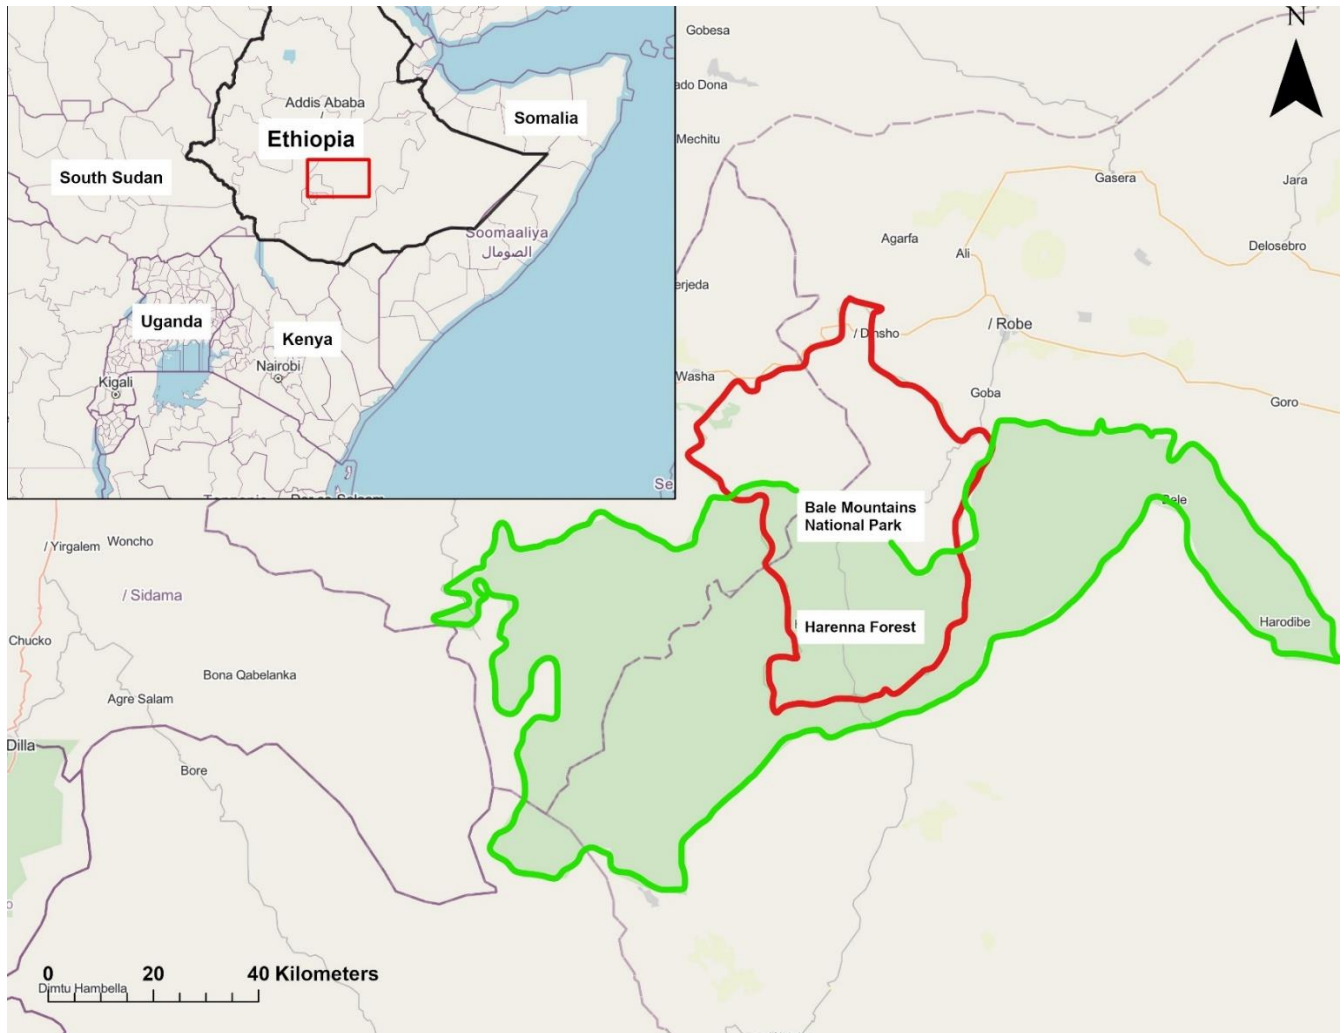 N
Gobesa
ado Dona
Mechitu
Gasera
Jara
Agarfa
Ali
Delosebro
erjeda
/ Dinsho
/ Robe
Washa
Goba
Goro
Addis Ababa
Ethiopia
Somalia
South Sudan
Soomaaliya
الصومال
Uganda
Kenya
Kigali
Nairobi
Se
Bale Mountains
National Park
Bele
/ Yirgalem
Woncho
/ Sidama
Harenna Forest
Harodibe
Chucko
Bona Qabelanka
Agre Salam
Dilla
Bore
0 20 40 Kilometers
Dimtu Hambella